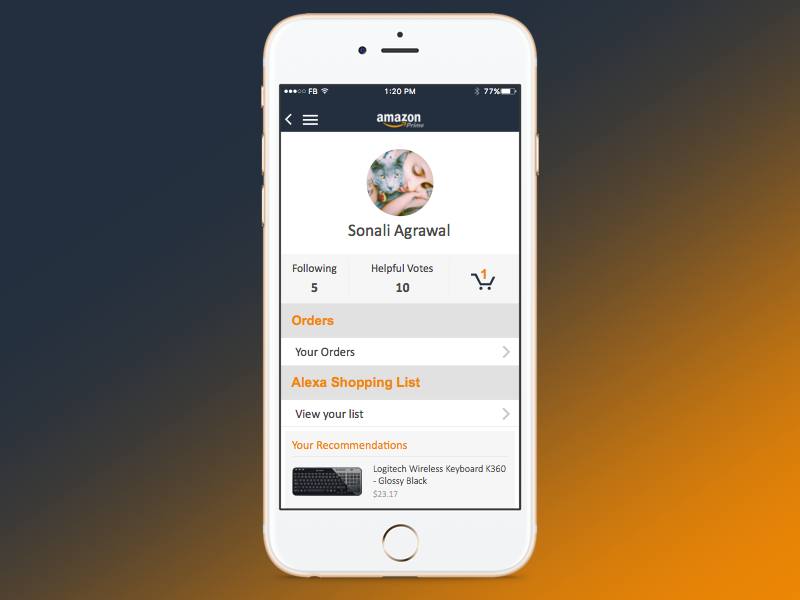 FB 1:20 PM 77%
amazon
Prime
Sonali Agrawal
Following Helpful Votes 1
5 10
Orders
Your Orders
Alexa Shopping List
View your list
Your Recommendations
Logitech Wireless Keyboard K360
- Glossy Black
$23.17